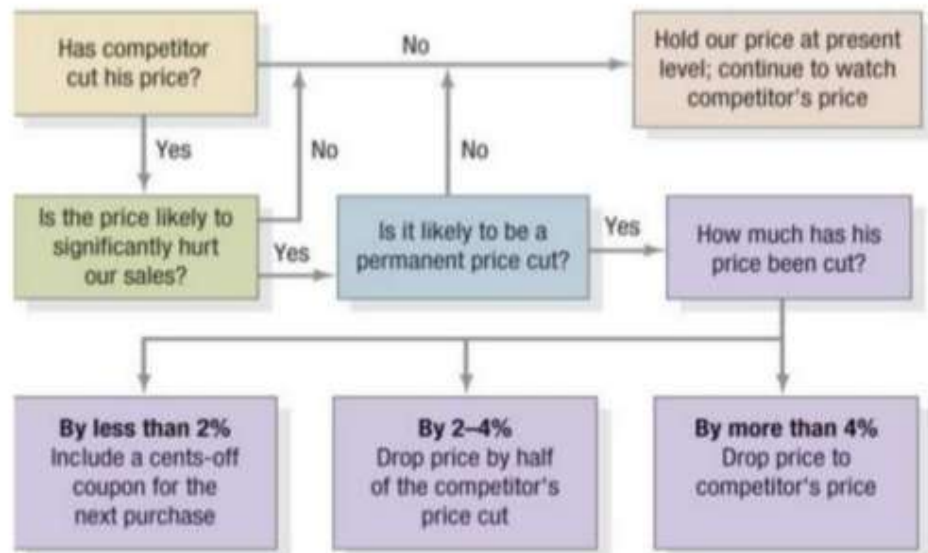 Has competitor
cut his price?
No
Hold our price at present
level; continue to watch
competitor's price
Yes
No
No
Is the price likely to
significantly hurt
our sales?
Yes
Is it likely to be a
permanent price cut?
Yes
How much has his
price been cut?
By less than 2%
Include a cents-off
coupon for the
next purchase
By 2–4%
Drop price by half
of the competitor's
price cut
By more than 4%
Drop price to
competitor's price